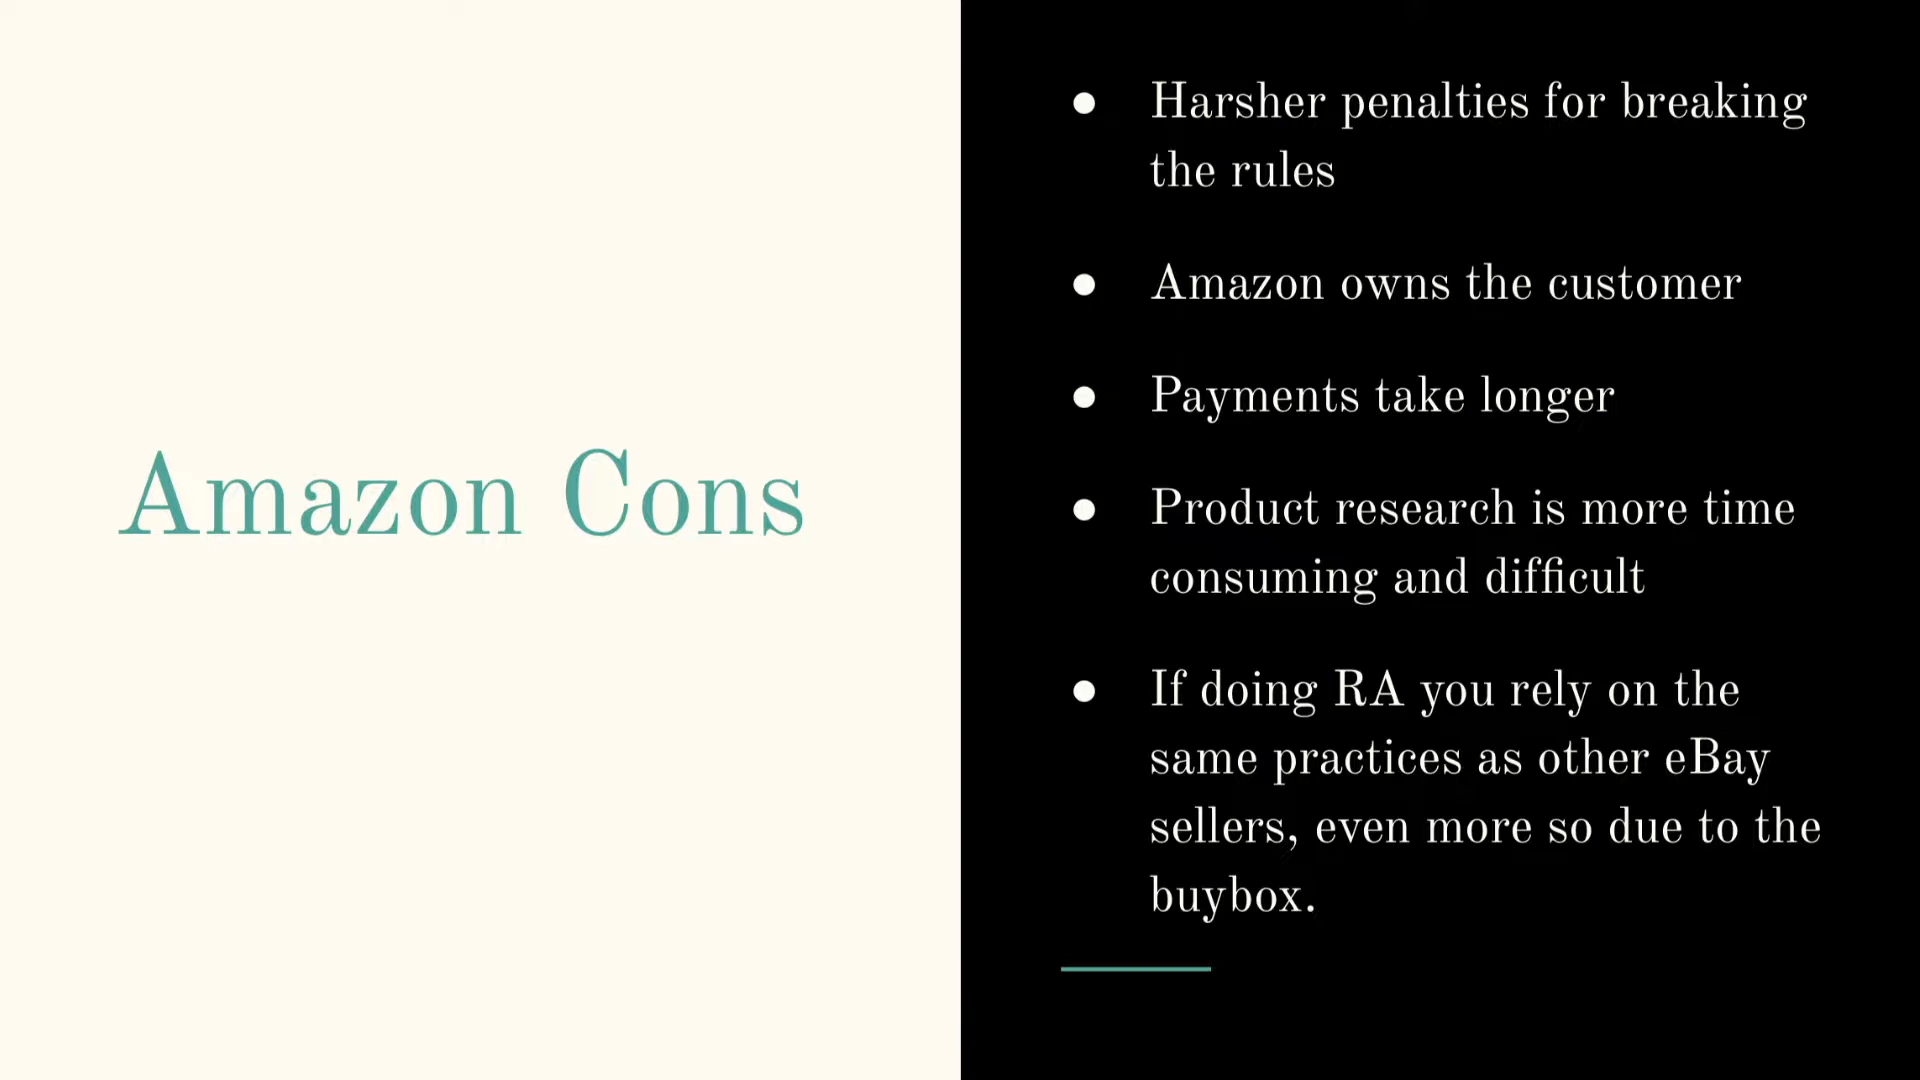 Amazon Cons
● Harsher penalties for breaking
the rules
● Amazon owns the customer
● Payments take longer
● Product research is more time
consuming and difficult
● If doing RA you rely on the
same practices as other eBay
sellers, even more so due to the
buybox.